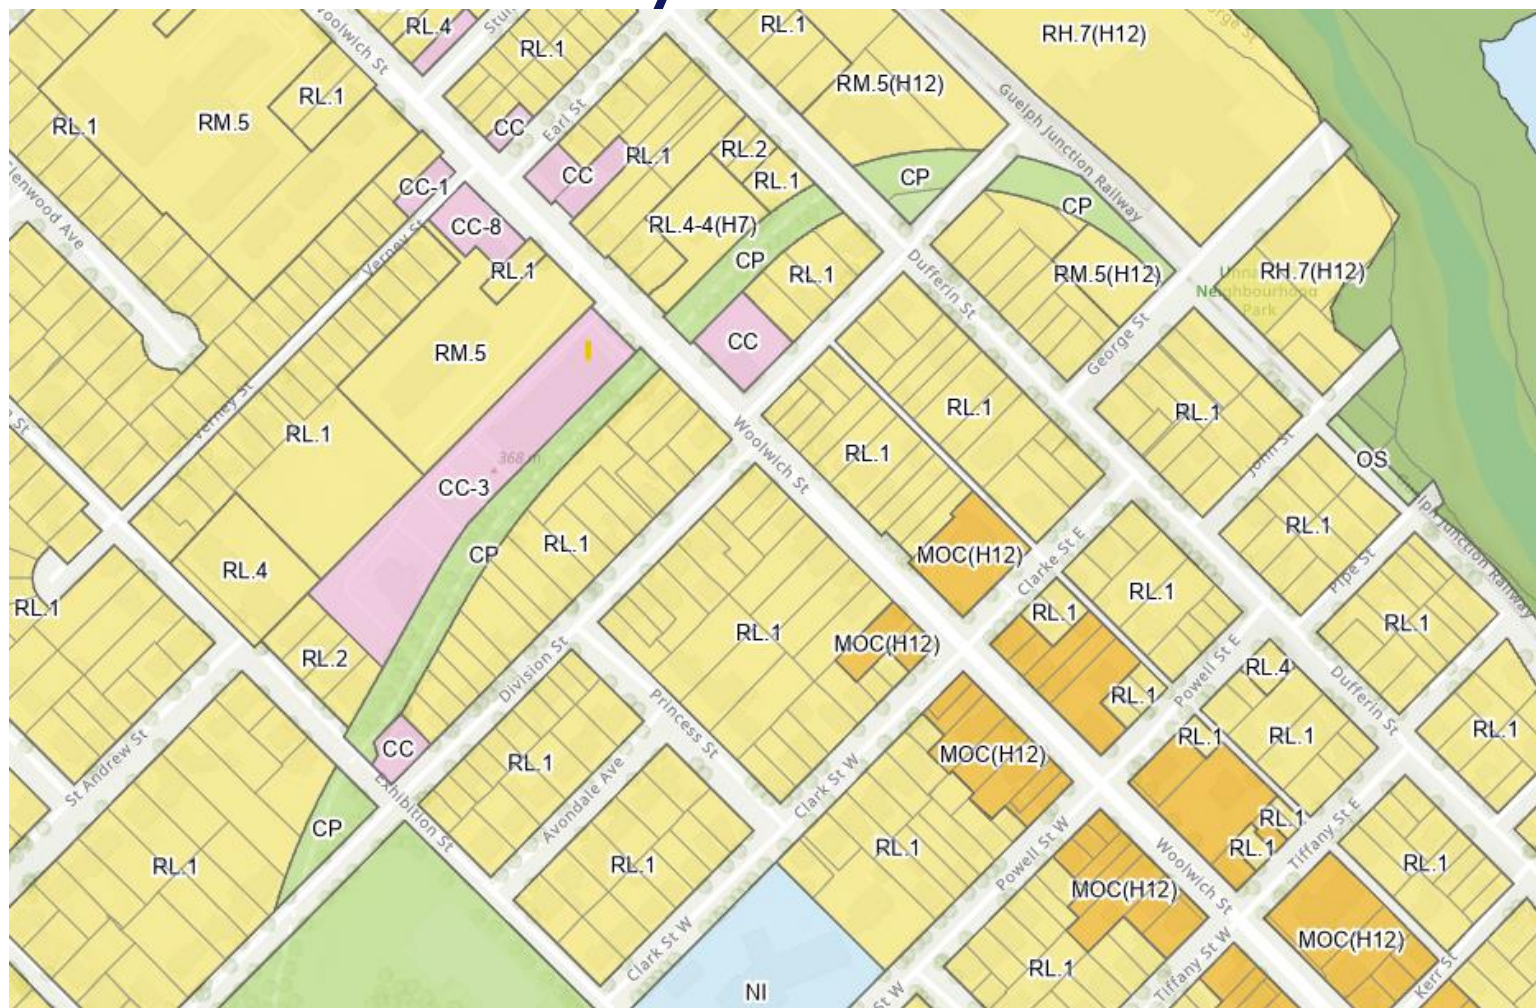 RL.4
Woolwich St
RL.1
RL.1
RH.7(H12)
RM.5(H12)
Guelph Junction Railway
RL.1
RM.5
RL.1
CC
Earl St
RL.1
RL.2
CC
RL.1
CP
CC-1
CC-8
Verney St
RL.4-4(H7)
CP
RL.1
CP
RL.1
Dufferin St
RM.5(H12)
RH.7(H12)
Neighbourhood
Park
Glenwood Ave
RM.5
CC
George St
Verney St
RL.1
RL.1
RL.1
Woolwich St
RL.1
368 m
CC-3
John St
OS
RL.1
CP
RL.1
MOC(H12)
Clarke St E
Guelph Junction Railway
RL.4
Pipe St
RL.1
RL.1
RL.1
RL.1
RL.1
MOC(H12)
RL.2
Division St
Powell St E
RL.4
Dufferin St
RL.1
Princess St
RL.1
RL.1
RL.1
CC
St Andrew St
RL.1
MOC(H12)
Avondale Ave
Clark St W
Exhibition St
CP
RL.1
Tiffany St E
RL.1
RL.1
RL.1
RL.1
RL.1
Powell St W
Woolwich St
MOC(H12)
MOC(H12)
Clark St W
RL.1
Tiffany St W
Kerr St
NI
St W